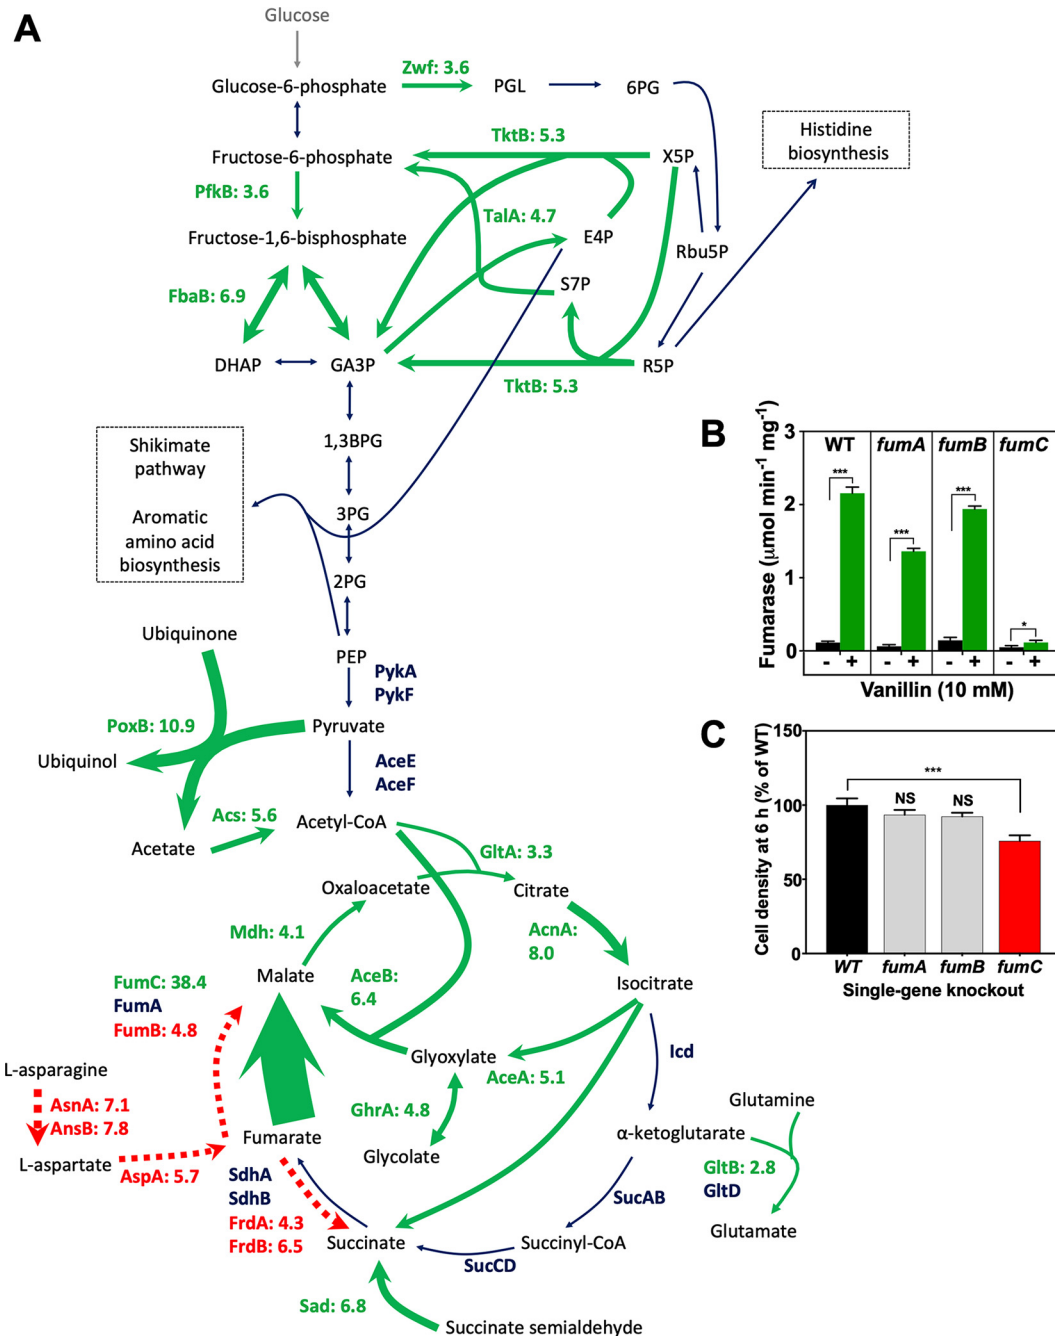 A
Glucose
Glucose-6-phosphate
Zwf: 3.6
PGL
6PG
Histidine
biosynthesis
TktB: 5.3
X5P
Fructose-6-phosphate
PfkB: 3.6
TalA: 4.7
E4P
Rbu5P
Fructose-1,6-bisphosphate
S7P
FbaB: 6.9
DHAP
GA3P
R5P
TktB: 5.3
1,3BPG
Shikimate
pathway
Aromatic
amino acid
biosynthesis
3PG
2PG
PEP
PykA
PykF
Ubiquinone
PoxB: 10.9
Pyruvate
Ubiquinol
AceE
AceF
Acs: 5.6
Acetyl-CoA
Acetate
GltA: 3.3
Oxaloacetate
Citrate
Mdh: 4.1
AcnA:
8.0
Malate
AceB:
6.4
Isocitrate
FumC: 38.4
FumA
FumB: 4.8
Glyoxylate
AceA: 5.1
Icd
L-asparagine
AsnA: 7.1
AnsB: 7.8
L-aspartate
AspA: 5.7
GhrA: 4.8
Glycolate
Fumarate
Glutamine
α-ketoglutarate
GltB: 2.8
GltD
Glutamate
SdhA
SdhB
FrdA: 4.3
FrdB: 6.5
SucAB
Succinate
Succinyl-CoA
SucCD
Sad: 6.8
Succinate semialdehyde
B
Fumarase (µmol min-1 mg-1)
3
2
1
0
WT
fumA
fumB
fumC
***
***
***
*
- + - + - + - +
Vanillin (10 mM)
C
Cell density at 6 h (% of WT)
150
100
50
0
***
NS
NS
WT
fumA
fumB
fumC
Single-gene knockout